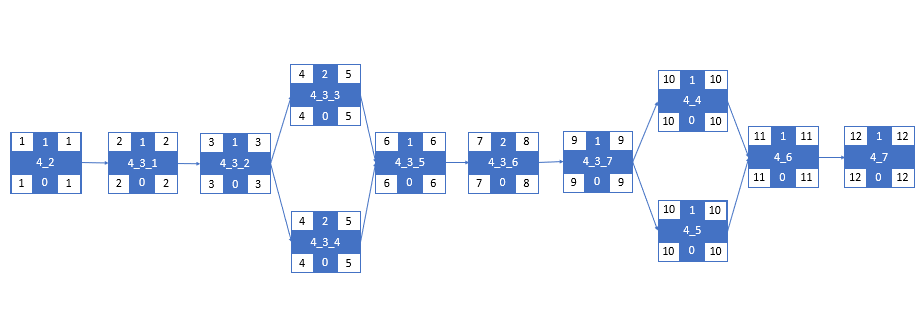 1 1 1
4_2
1 0 1
2 1 2
4_3_1
2 0 2
3 1 3
4_3_2
3 0 3
4 2 5
4_3_3
4 0 5
4 2 5
4_3_4
4 0 5
6 1 6
4_3_5
6 0 6
7 2 8
4_3_6
7 0 8
9 1 9
4_3_7
9 0 9
10 1 10
4_4
10 0 10
10 1 10
4_5
10 0 10
11 1 11
4_6
11 0 11
12 1 12
4_7
12 0 12